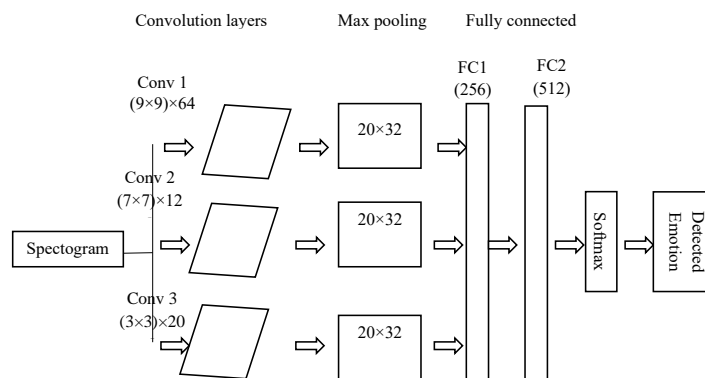 Convolution layers
Max pooling
Fully connected
Conv 1
(9×9)×64
FC1
(256)
FC2
(512)
20×32
Conv 2
(7×7)×12
20×32
Spectogram
Softmax
Detected
Emotion
Conv 3
(3×3)×20
20×32